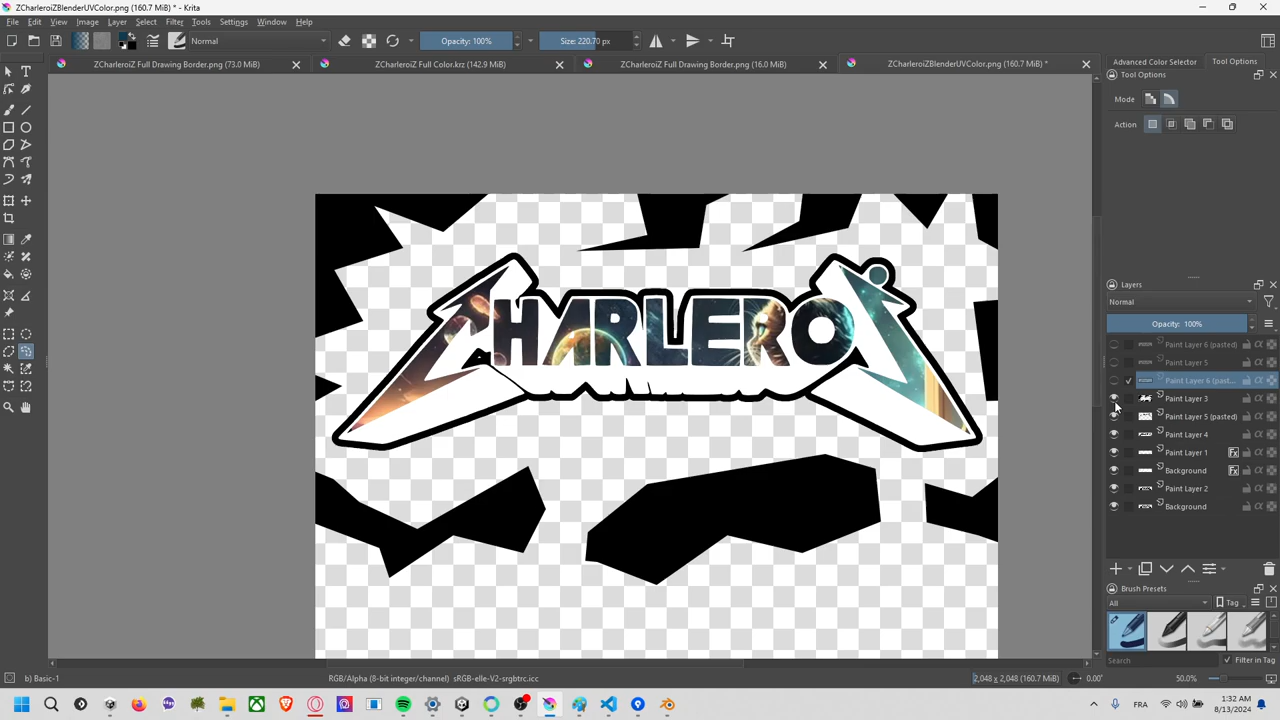 ZCharleroiZBlenderUVColor.png (160.7 MiB) * - Krita
File Edit View Image Layer Select Filter Tools Settings Window Help
Normal Opacity: 100% Size: 220.70 px
ZCharleroiZ Full Drawing Border.png (73.0 MiB) ZCharleroiZ Full Color.krz (142.9 MiB) ZCharleroiZ Full Drawing Border.png (16.0 MiB) ZCharleroiZBlenderUVColor.png (160.7 MiB) *
Advanced Color Selector Tool Options
Tool Options
Mode
Action
CHARLEROI
Layers
Normal
Opacity: 100%
Paint Layer 6 (pasted)
Paint Layer 5
Paint Layer 6 (past...
Paint Layer 3
Paint Layer 5 (pasted)
Paint Layer 4
Paint Layer 1
Background
Paint Layer 2
Background
Brush Presets
All Tag
Search Filter in Tag
b) Basic-1 RGB/Alpha (8-bit integer/channel) sRGB-elle-V2-srgbtrc.icc 2,048 x 2,048 (160.7 MiB) 0.00° 50.0%
FRA 1:32 AM
8/13/2024